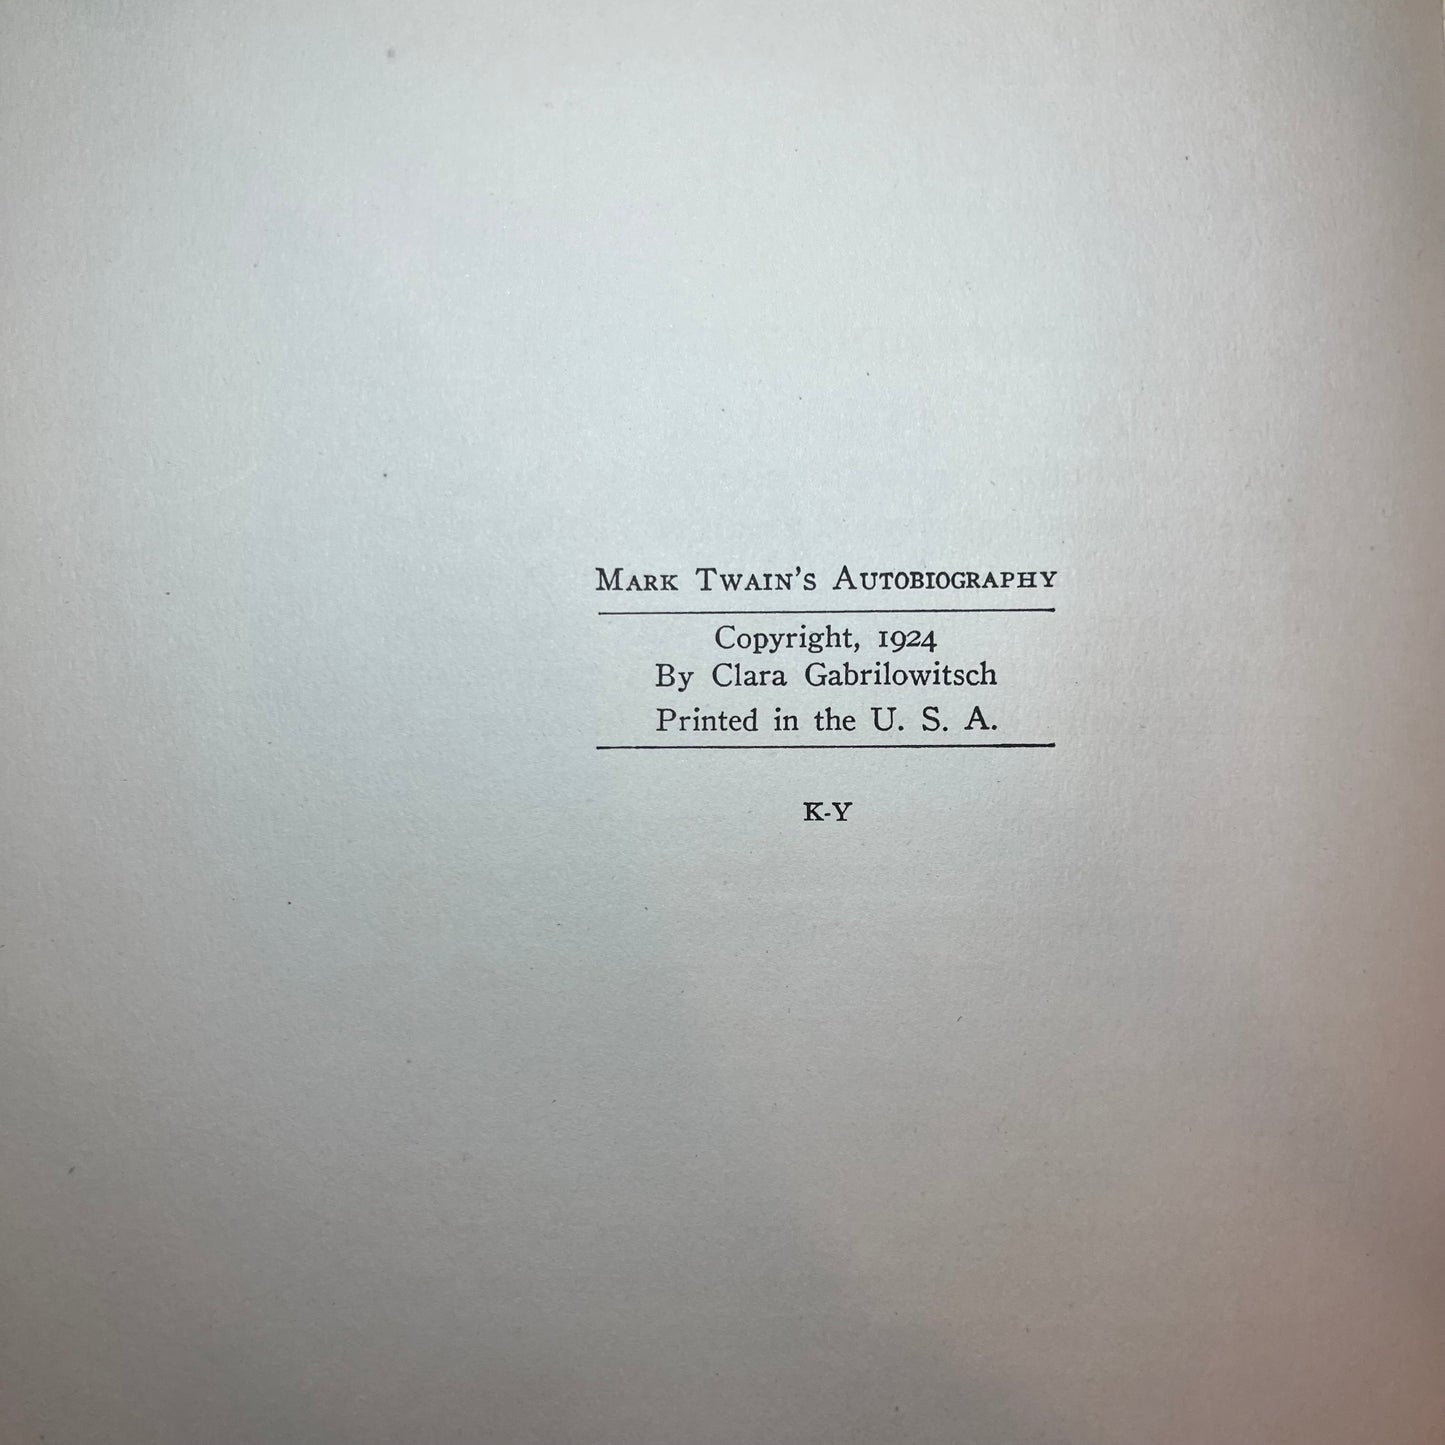 Mark Twain's Autobiography
Copyright, 1924
By Clara Gabrilowitsch
Printed in the U. S. A.
K-Y